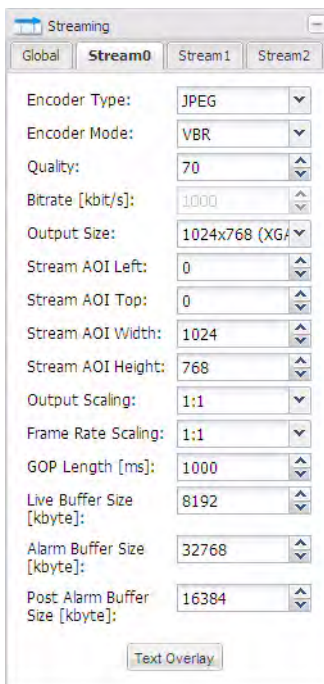 Streaming
Global Stream0 Stream1 Stream2
Encoder Type: JPEG
Encoder Mode: VBR
Quality: 70
Bitrate [kbit/s]: 1000
Output Size: 1024x768 (XGA
Stream AOI Left: 0
Stream AOI Top: 0
Stream AOI Width: 1024
Stream AOI Height: 768
Output Scaling: 1:1
Frame Rate Scaling: 1:1
GOP Length [ms]: 1000
Live Buffer Size 8192
[kbyte]:
Alarm Buffer Size 32768
[kbyte]:
Post Alarm Buffer 16384
Size [kbyte]:
Text Overlay